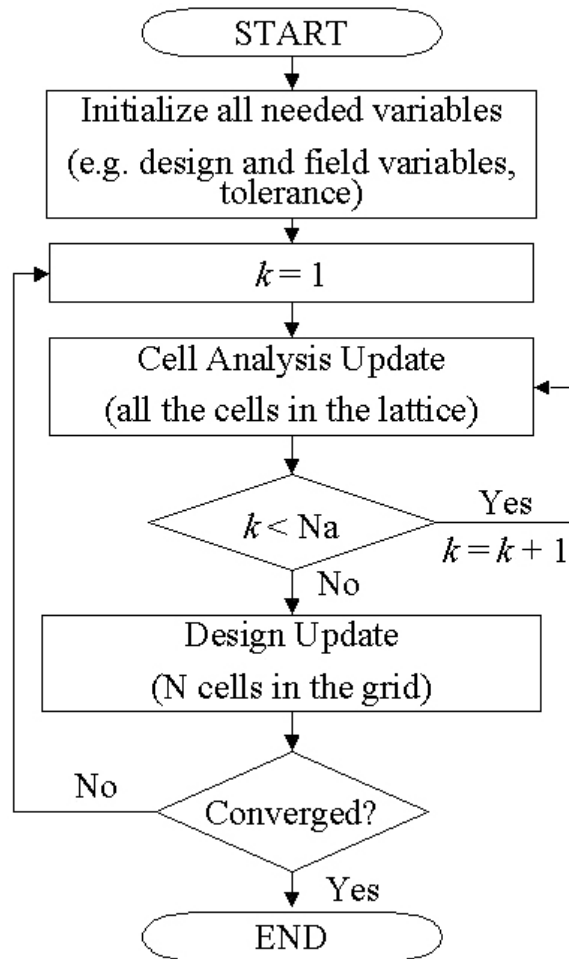 START
Initialize all needed variables
(e.g. design and field variables,
tolerance)
k = 1
Cell Analysis Update
(all the cells in the lattice)
k < Na
Yes
k = k + 1
No
Design Update
(N cells in the grid)
No
Converged?
Yes
END